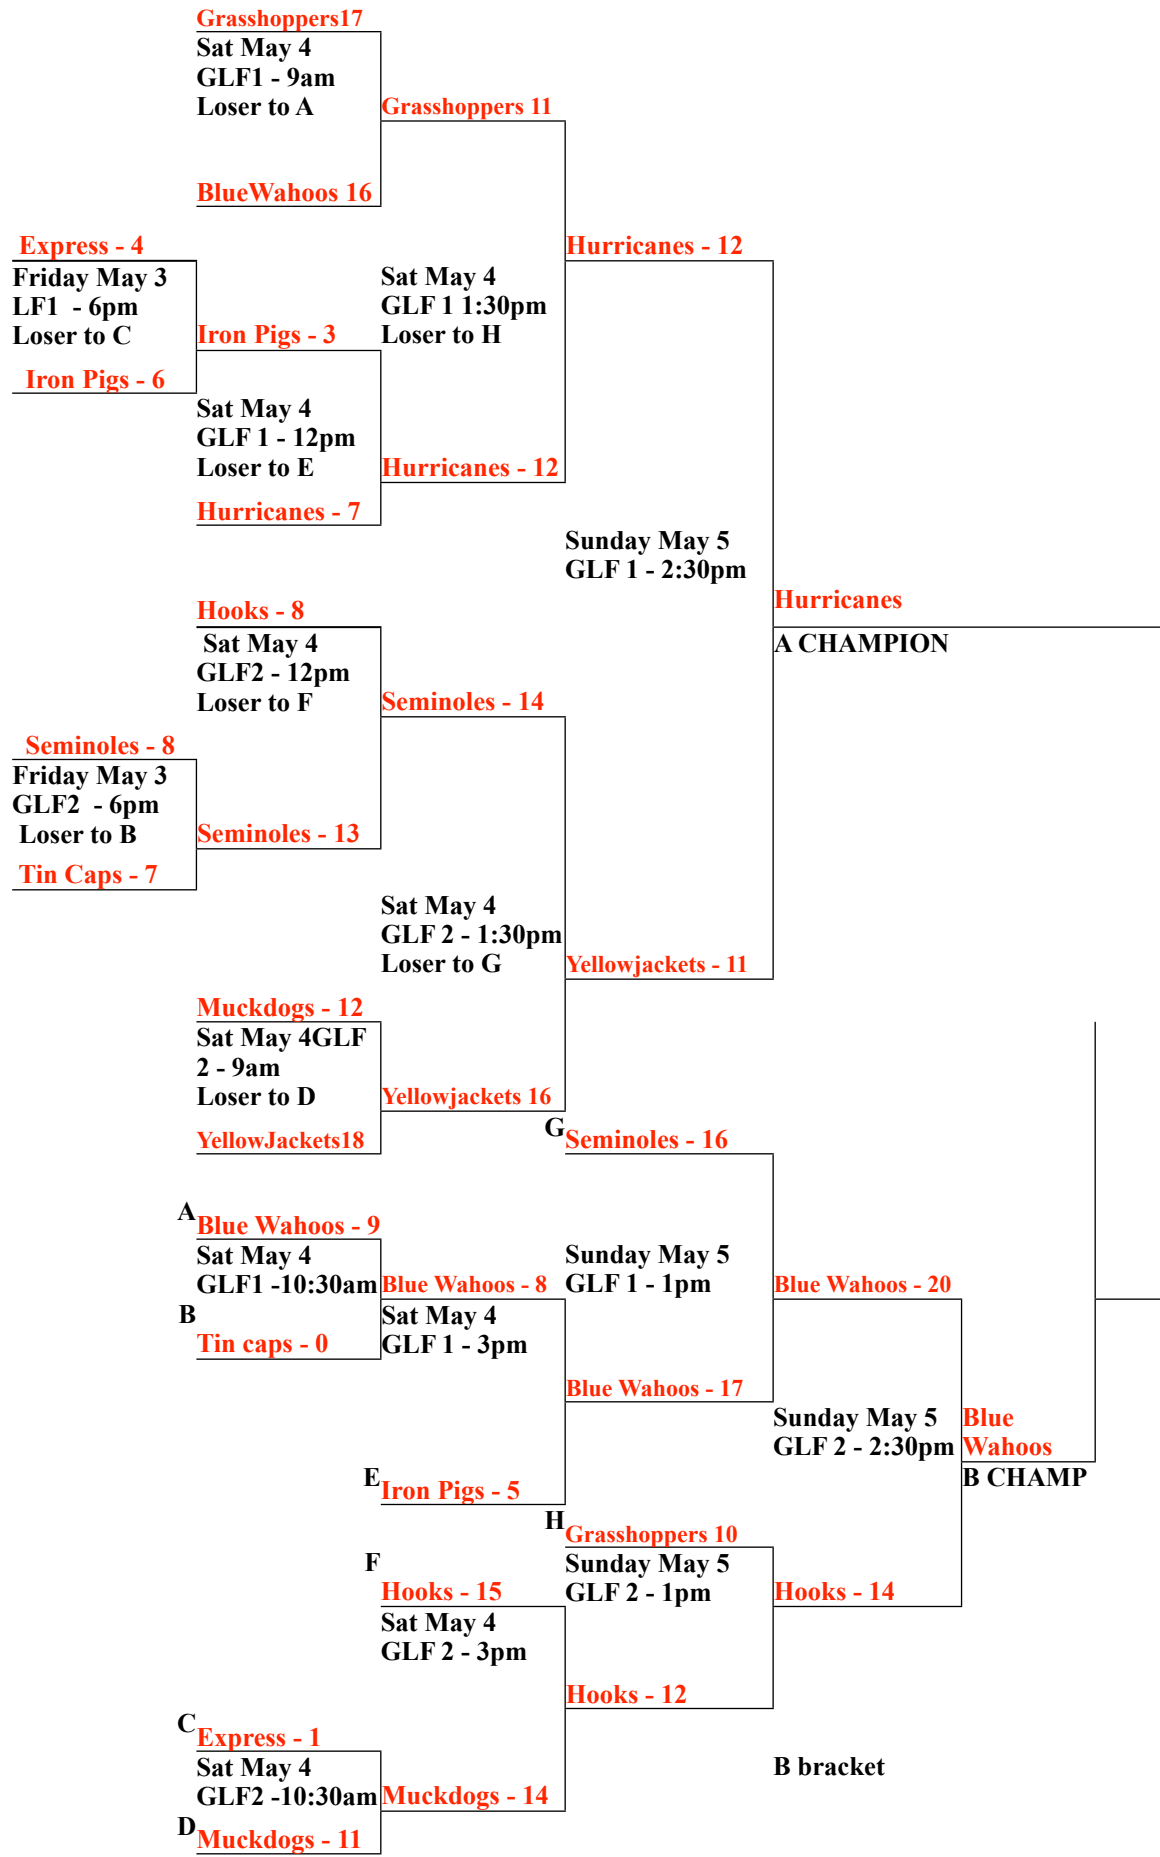 Grasshoppers17
Sat May 4
GLF1 - 9am
Loser to A
Grasshoppers 11
BlueWahoos 16
Express - 4
Hurricanes - 12
Friday May 3
LF1 - 6pm
Loser to C
Sat May 4
GLF 1 1:30pm
Loser to H
Iron Pigs - 3
Iron Pigs - 6
Sat May 4
GLF 1 - 12pm
Loser to E
Hurricanes - 12
Hurricanes - 7
Sunday May 5
GLF 1 - 2:30pm
Hurricanes
A CHAMPION
Hooks - 8
Sat May 4
GLF2 - 12pm
Loser to F
Seminoles - 14
Seminoles - 8
Friday May 3
GLF2 - 6pm
Loser to B
Seminoles - 13
Tin Caps - 7
Sat May 4
GLF 2 - 1:30pm
Loser to G
Yellowjackets - 11
Muckdogs - 12
Sat May 4GLF
2 - 9am
Loser to D
Yellowjackets 16
YellowJackets18
G
Seminoles - 16
A
Blue Wahoos - 9
Sat May 4
GLF1 -10:30am
Blue Wahoos - 8
Sunday May 5
GLF 1 - 1pm
Blue Wahoos - 20
B
Tin caps - 0
Sat May 4
GLF 1 - 3pm
Blue Wahoos - 17
Sunday May 5
GLF 2 - 2:30pm
Blue
Wahoos
B CHAMP
E
Iron Pigs - 5
H
Grasshoppers 10
Sunday May 5
GLF 2 - 1pm
F
Hooks - 15
Hooks - 14
Sat May 4
GLF 2 - 3pm
Hooks - 12
C
Express - 1
Sat May 4
GLF2 -10:30am
Muckdogs - 14
B bracket
D
Muckdogs - 11